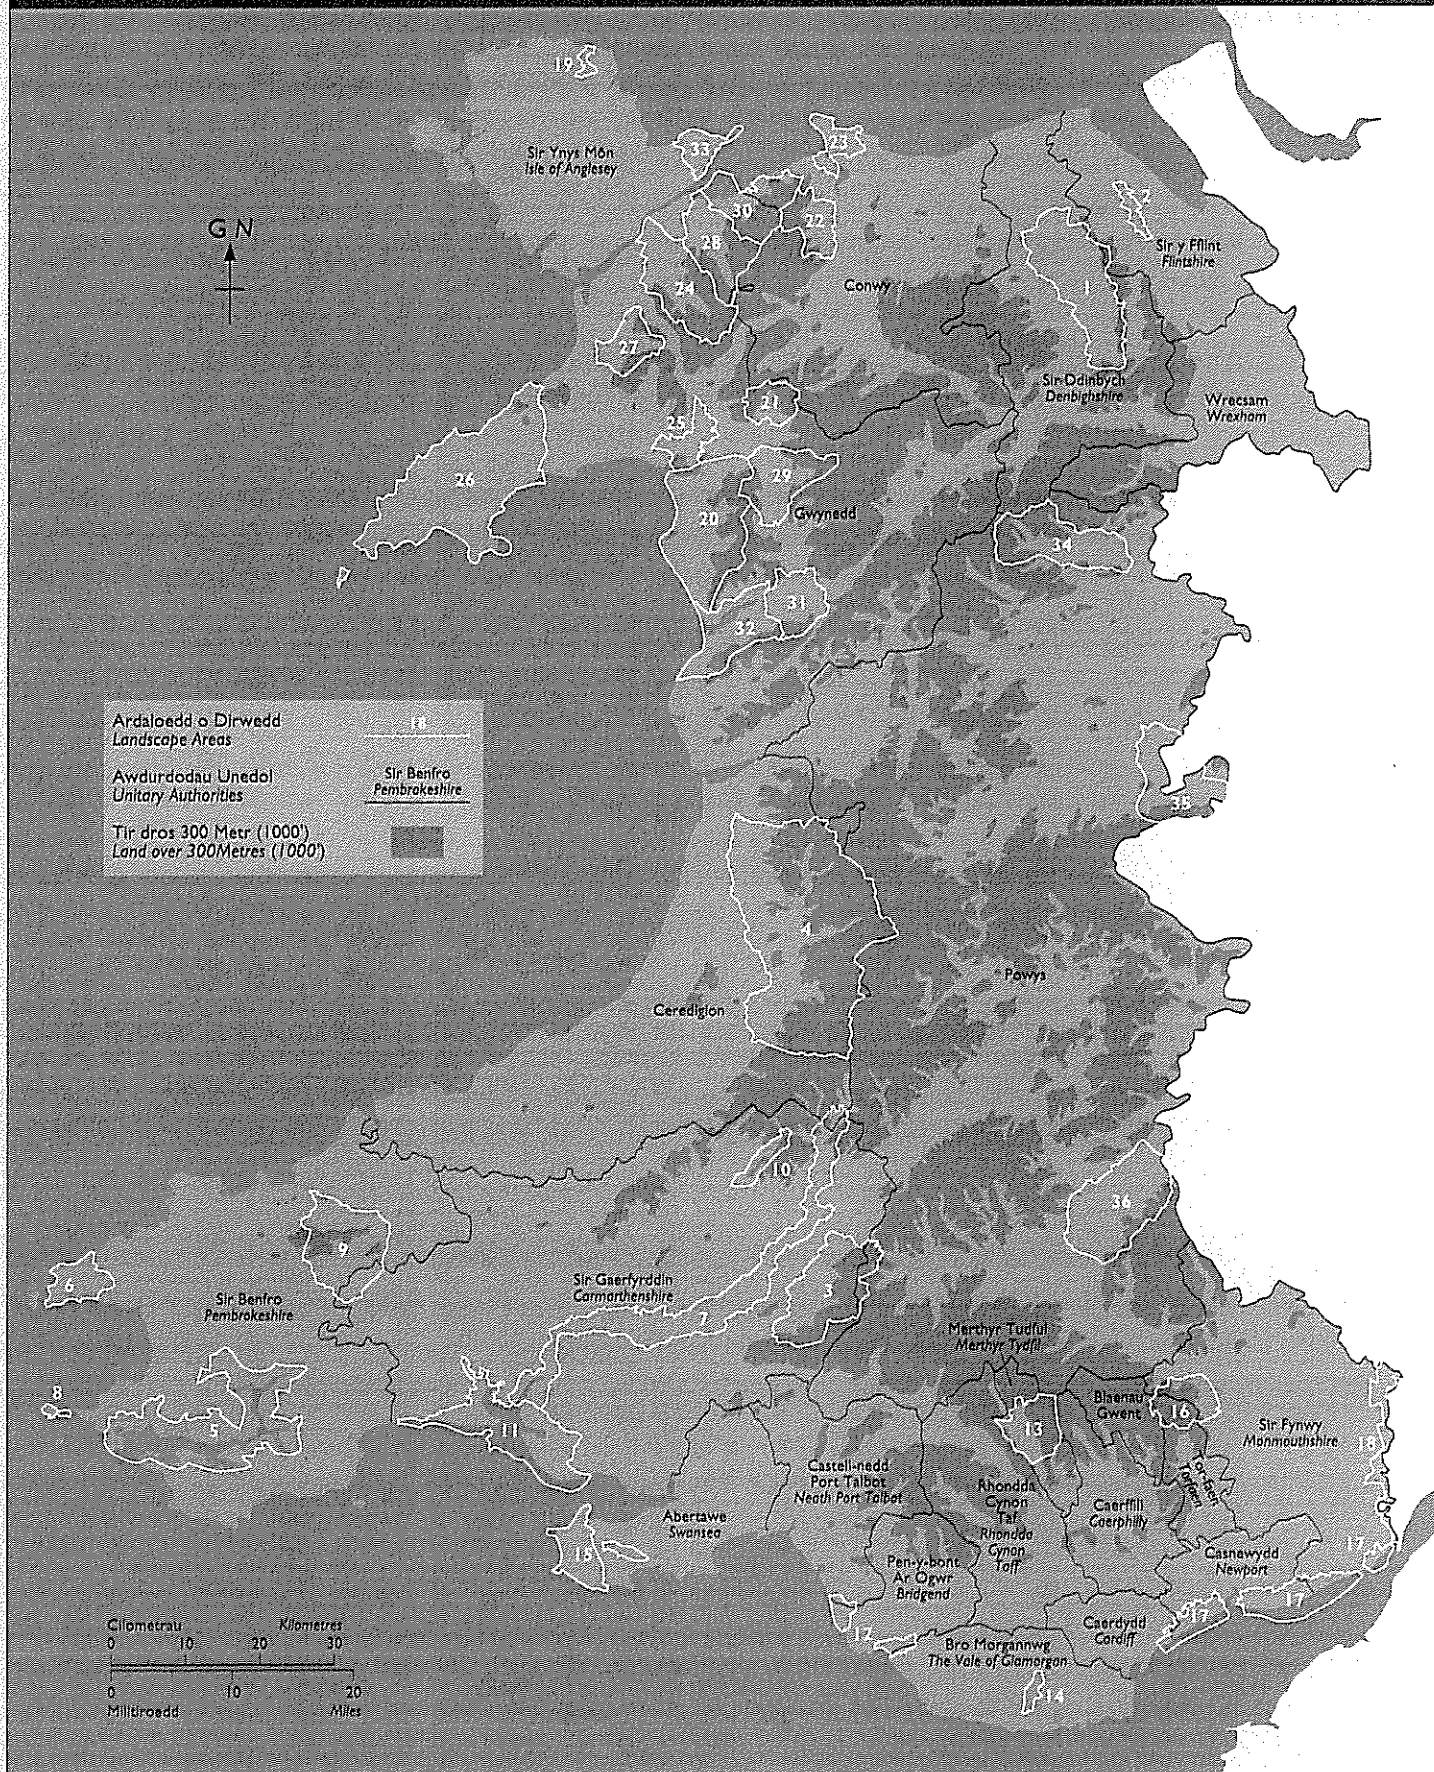 19
33
23
Sir Ynys Môn
Isle of Anglesey
2
30
22
G N
28
Sir y Fflint
Flintshire
24
Conwy
1
27
Sir Ddinbych
Denbighshire
21
Wrecsam
Wrexham
25
26
29
20
Gwynedd
34
31
32
Ardaloedd o Dirwedd
Landscape Areas
18
Awdurdodau Unedol
Unitary Authorities
Sir Benfro
Pembrokeshire
Tir dros 300 Metr (1000')
Land over 300Metres (1000')
35
4
Powys
Ceredigion
10
36
9
6
Sir Benfro
Pembrokeshire
Sir Gaerfyrddin
Carmarthenshire
3
7
Merthyr Tudful
Merthyr Tydfil
8
5
11
Blaenau
Gwent
16
13
Sir Fynwy
Monmouthshire
18
Castell-nedd
Port Talbot
Neath Port Talbot
Tor-faen
Torfaen
Rhondda
Cynon
Taf
Rhondda
Cynon
Taff
Caerffili
Caerphilly
Abertawe
Swansea
15
Pen-y-bont
Ar Ogwr
Bridgend
Casnewydd
Newport
17
17
17
12
Caerdydd
Cardiff
Bro Morgannwg
The Vale of Glamorgan
14
Cilometrau
Kilometres
0 10 20 30
0 10 20
Milltiroedd
Miles